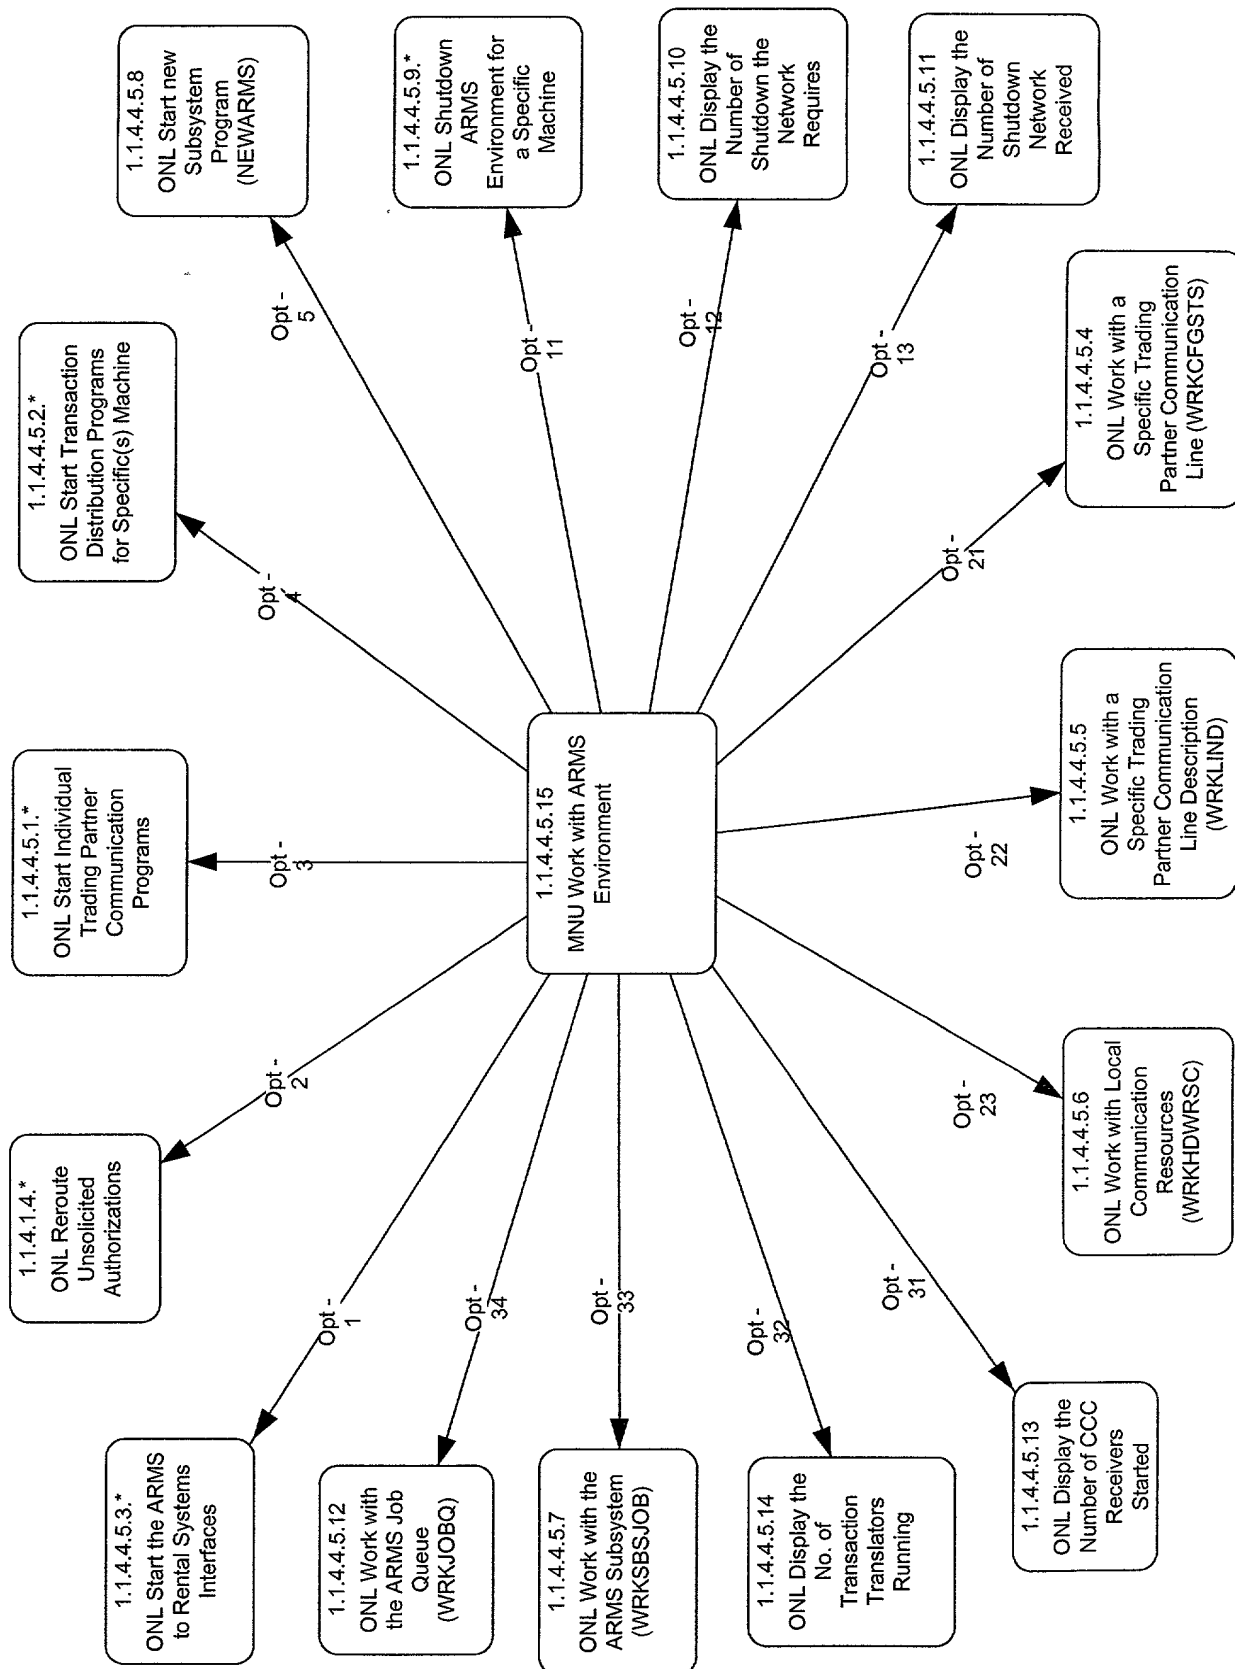 1.1.4.4.5.3.*
ONL Start the ARMS
to Rental Systems
Interfaces
1.1.4.1.4.*
ONL Reroute
Unsolicited
Authorizations
1.1.4.4.5.1.*
ONL Start Individual
Trading Partner
Communication
Programs
1.1.4.4.5.2.*
ONL Start Transaction
Distribution Programs
for Specific(s) Machine
1.1.4.4.5.8
ONL Start new
Subsystem
Program
(NEWARMS)
1.1.4.4.5.12
ONL Work with
the ARMS Job
Queue
(WRKJOBQ)
1.1.4.4.5.9.*
ONL Shutdown
ARMS
Environment for
a Specific
Machine
1.1.4.4.5.7
ONL Work with the
ARMS Subsystem
(WRKSBSJOB)
1.1.4.4.5.15
MNU Work with ARMS
Environment
1.1.4.4.5.10
ONL Display the
Number of
Shutdown the
Network
Requires
1.1.4.4.5.14
ONL Display the
No. of
Transaction
Translators
Running
1.1.4.4.5.11
ONL Display the
Number of
Shutdown
Network
Received
1.1.4.4.5.13
ONL Display the
Number of CCC
Receivers
Started
1.1.4.4.5.6
ONL Work with Local
Communication
Resources
(WRKHDWRSC)
1.1.4.4.5.5
ONL Work with a
Specific Trading
Partner Communication
Line Description
(WRKLIND)
1.1.4.4.5.4
ONL Work with a
Specific Trading
Partner Communication
Line (WRKCFGSTS)
Opt -
1
Opt -
2
Opt -
3
Opt -
4
Opt -
5
Opt -
34
Opt -
11
Opt -
33
Opt -
12
Opt -
32
Opt -
13
Opt -
31
Opt -
23
Opt -
22
Opt -
21